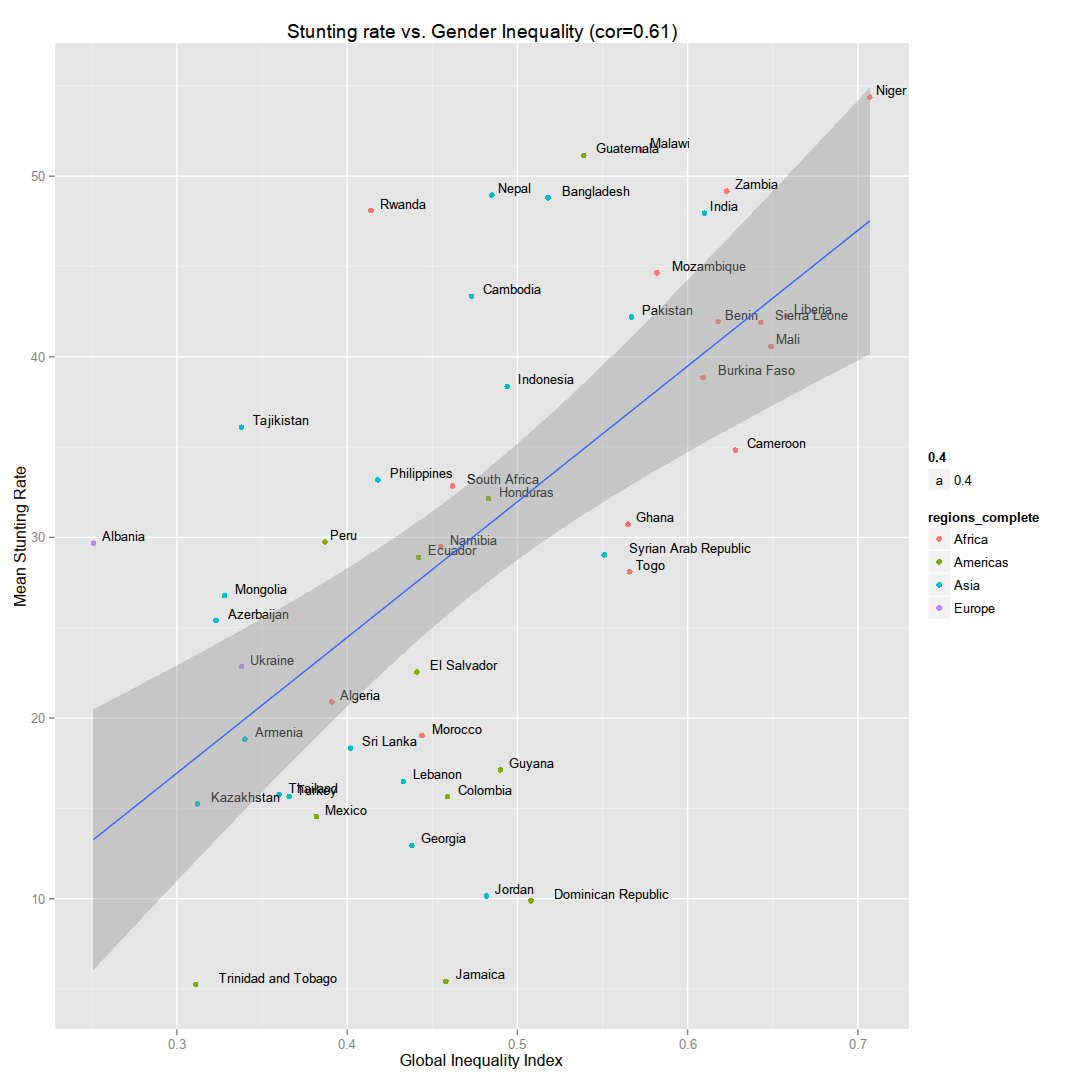 Stunting rate vs. Gender Inequality (cor=0.61)
Niger
Malawi
Guatemala
50
Zambia
Nepal
Bangladesh
India
Rwanda
Mozambique
Cambodia
Pakistan
Liberia
Benin
Sierra Leone
Mali
40
Burkina Faso
Indonesia
Tajikistan
Cameroon
Philippines
South Africa
Honduras
Ghana
Albania
Peru
30
Namibia
Ecuador
Syrian Arab Republic
Togo
Mongolia
Azerbaijan
Ukraine
El Salvador
Algeria
20
Armenia
Morocco
Sri Lanka
Guyana
Lebanon
Thailand
Turkey
Colombia
Kazakhstan
Mexico
Georgia
Jordan
Dominican Republic
10
Jamaica
Trinidad and Tobago
0.3
0.4
0.5
0.6
0.7
Global Inequality Index
Mean Stunting Rate
0.4
a 0.4
regions_complete
Africa
Americas
Asia
Europe